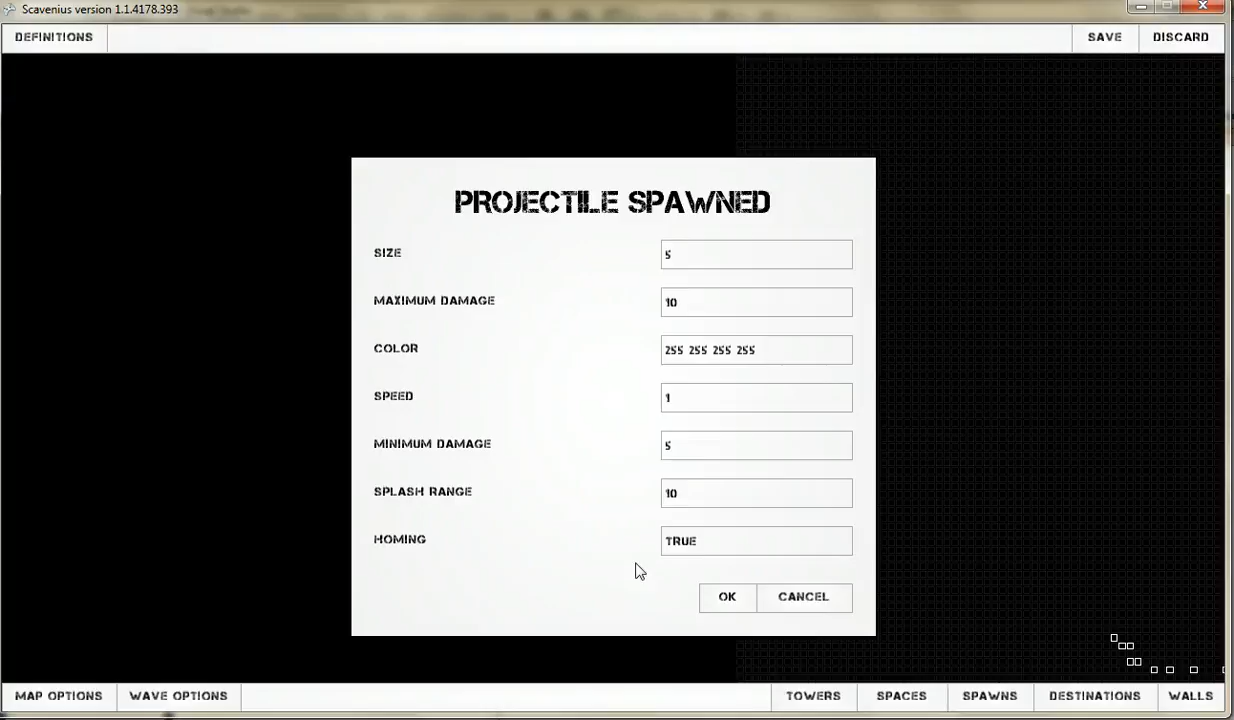 Scavenius version 1.1.4178.393
DEFINITIONS SAVE DISCARD
PROJECTILE SPAWNED
SIZE 5
MAXIMUM DAMAGE 10
COLOR 255 255 255 255
SPEED 1
MINIMUM DAMAGE 5
SPLASH RANGE 10
HOMING TRUE
OK CANCEL
MAP OPTIONS WAVE OPTIONS TOWERS SPACES SPAWNS DESTINATIONS WALLS